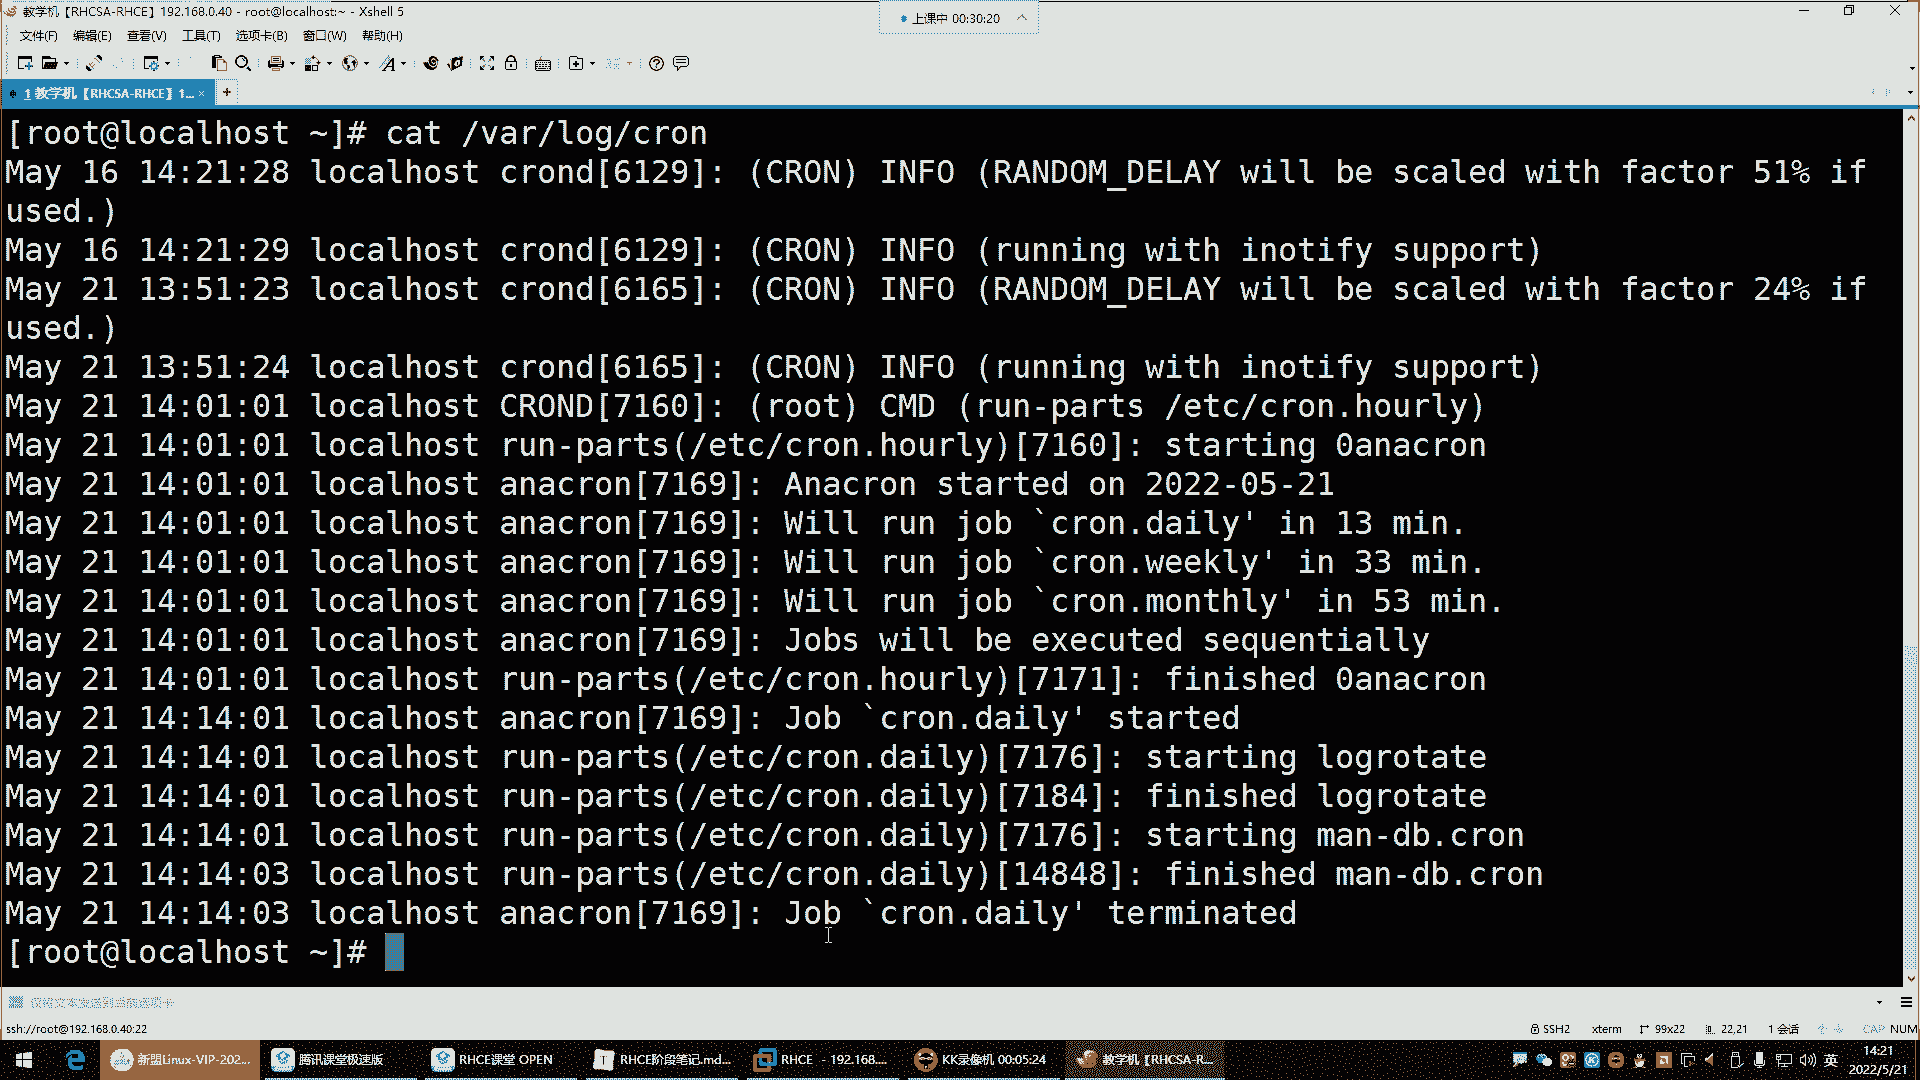 教学机【RHCSA-RHCE】192.168.0.40 - root@localhost:~ - Xshell 5
上课中 00:30:20
文件(F) 编辑(E) 查看(V) 工具(T) 选项卡(B) 窗口(W) 帮助(H)
1 教学机【RHCSA-RHCE】1...
[root@localhost ~]# cat /var/log/cron
May 16 14:21:28 localhost crond[6129]: (CRON) INFO (RANDOM_DELAY will be scaled with factor 51% if
used.)
May 16 14:21:29 localhost crond[6129]: (CRON) INFO (running with inotify support)
May 21 13:51:23 localhost crond[6165]: (CRON) INFO (RANDOM_DELAY will be scaled with factor 24% if
used.)
May 21 13:51:24 localhost crond[6165]: (CRON) INFO (running with inotify support)
May 21 14:01:01 localhost CROND[7160]: (root) CMD (run-parts /etc/cron.hourly)
May 21 14:01:01 localhost run-parts(/etc/cron.hourly)[7160]: starting 0anacron
May 21 14:01:01 localhost anacron[7169]: Anacron started on 2022-05-21
May 21 14:01:01 localhost anacron[7169]: Will run job `cron.daily' in 13 min.
May 21 14:01:01 localhost anacron[7169]: Will run job `cron.weekly' in 33 min.
May 21 14:01:01 localhost anacron[7169]: Will run job `cron.monthly' in 53 min.
May 21 14:01:01 localhost anacron[7169]: Jobs will be executed sequentially
May 21 14:01:01 localhost run-parts(/etc/cron.hourly)[7171]: finished 0anacron
May 21 14:14:01 localhost anacron[7169]: Job `cron.daily' started
May 21 14:14:01 localhost run-parts(/etc/cron.daily)[7176]: starting logrotate
May 21 14:14:01 localhost run-parts(/etc/cron.daily)[7184]: finished logrotate
May 21 14:14:01 localhost run-parts(/etc/cron.daily)[7176]: starting man-db.cron
May 21 14:14:03 localhost run-parts(/etc/cron.daily)[14848]: finished man-db.cron
May 21 14:14:03 localhost anacron[7169]: Job `cron.daily' terminated
[root@localhost ~]#
仅将文本发送到当前选项卡
ssh://root@192.168.0.40:22 SSH2 xterm 99x22 22,21 1 会话 CAP NUM
新盟Linux-VIP-202... 腾讯课堂极速版 RHCE课堂 OPEN RHCE阶段笔记.md... RHCE - 192.168.... KK录像机 00:05:24 教学机【RHCSA-R... 英 14:21
2022/5/21